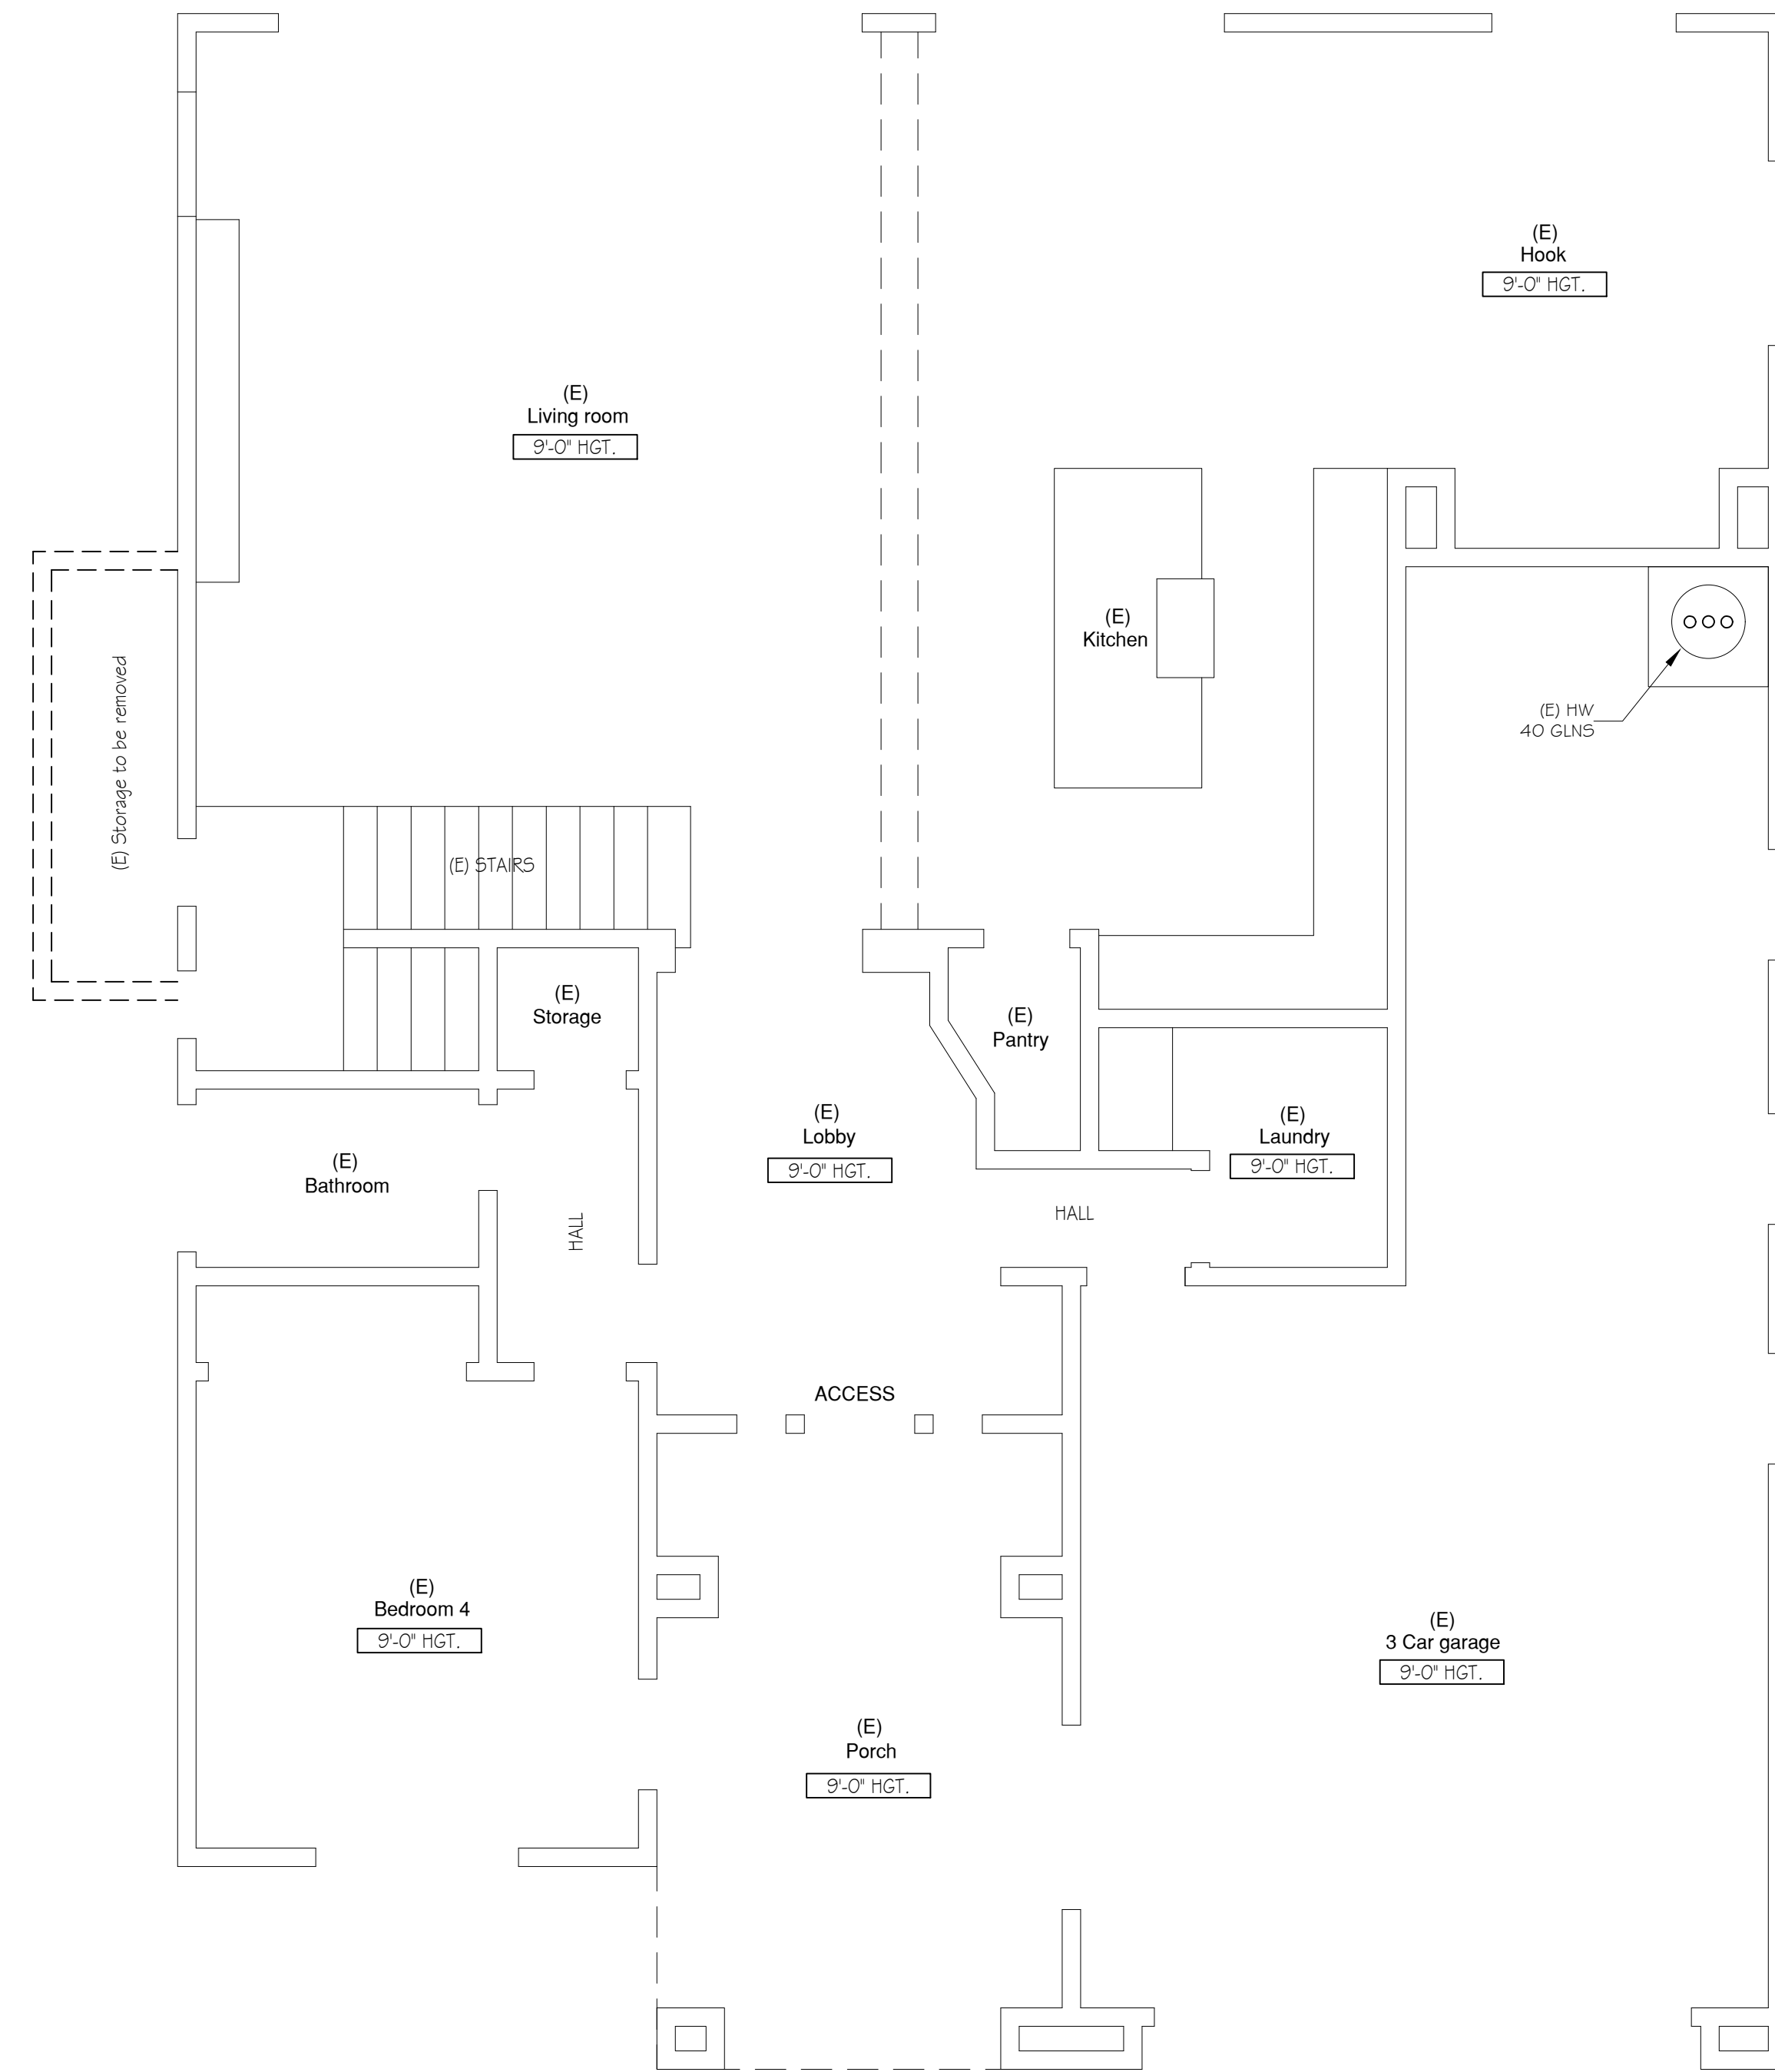 (E)
Hook
9'-0" HGT.
(E)
Living room
9'-0" HGT.
(E)
Kitchen
(E) HW
40 GLNS
(E) Storage to be removed
(E) STAIRS
(E)
Storage
(E)
Pantry
(E)
Lobby
9'-0" HGT.
(E)
Laundry
9'-0" HGT.
(E)
Bathroom
HALL
HALL
ACCESS
(E)
Bedroom 4
9'-0" HGT.
(E)
3 Car garage
9'-0" HGT.
(E)
Porch
9'-0" HGT.